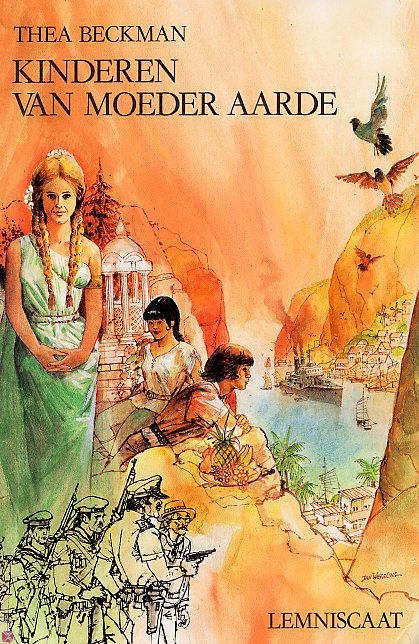 THEA BECKMAN
KINDEREN
VAN MOEDER AARDE
LEMNISCAAT